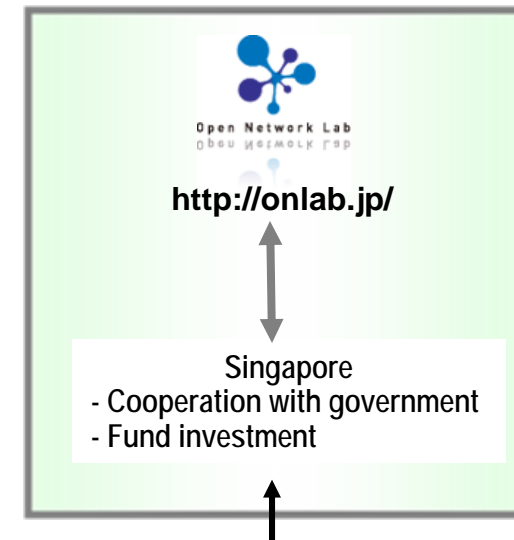 Open Network Lab
http://onlab.jp/
Singapore
- Cooperation with government
- Fund investment